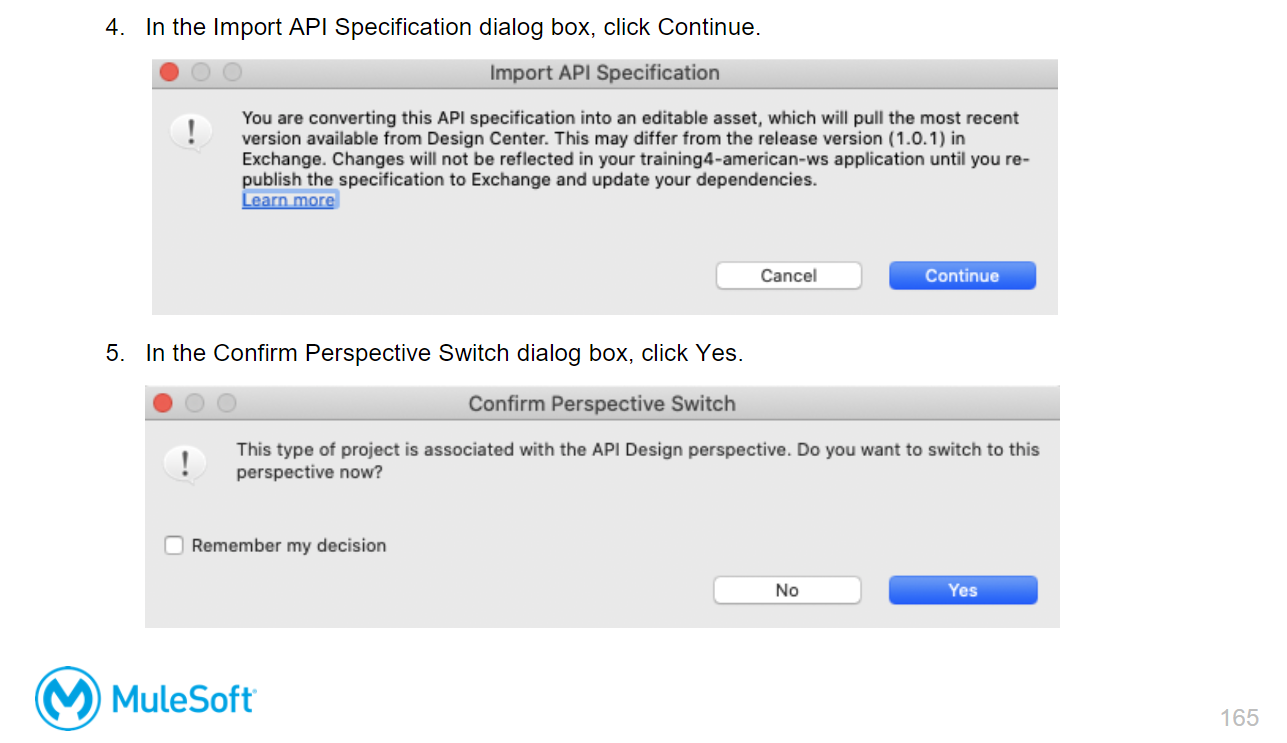 4. In the Import API Specification dialog box, click Continue.
Import API Specification
You are converting this API specification into an editable asset, which will pull the most recent
version available from Design Center. This may differ from the release version (1.0.1) in
Exchange. Changes will not be reflected in your training4-american-ws application until you re-
publish the specification to Exchange and update your dependencies.
Learn more
Cancel Continue
5. In the Confirm Perspective Switch dialog box, click Yes.
Confirm Perspective Switch
This type of project is associated with the API Design perspective. Do you want to switch to this
perspective now?
Remember my decision
No Yes
MuleSoft
165